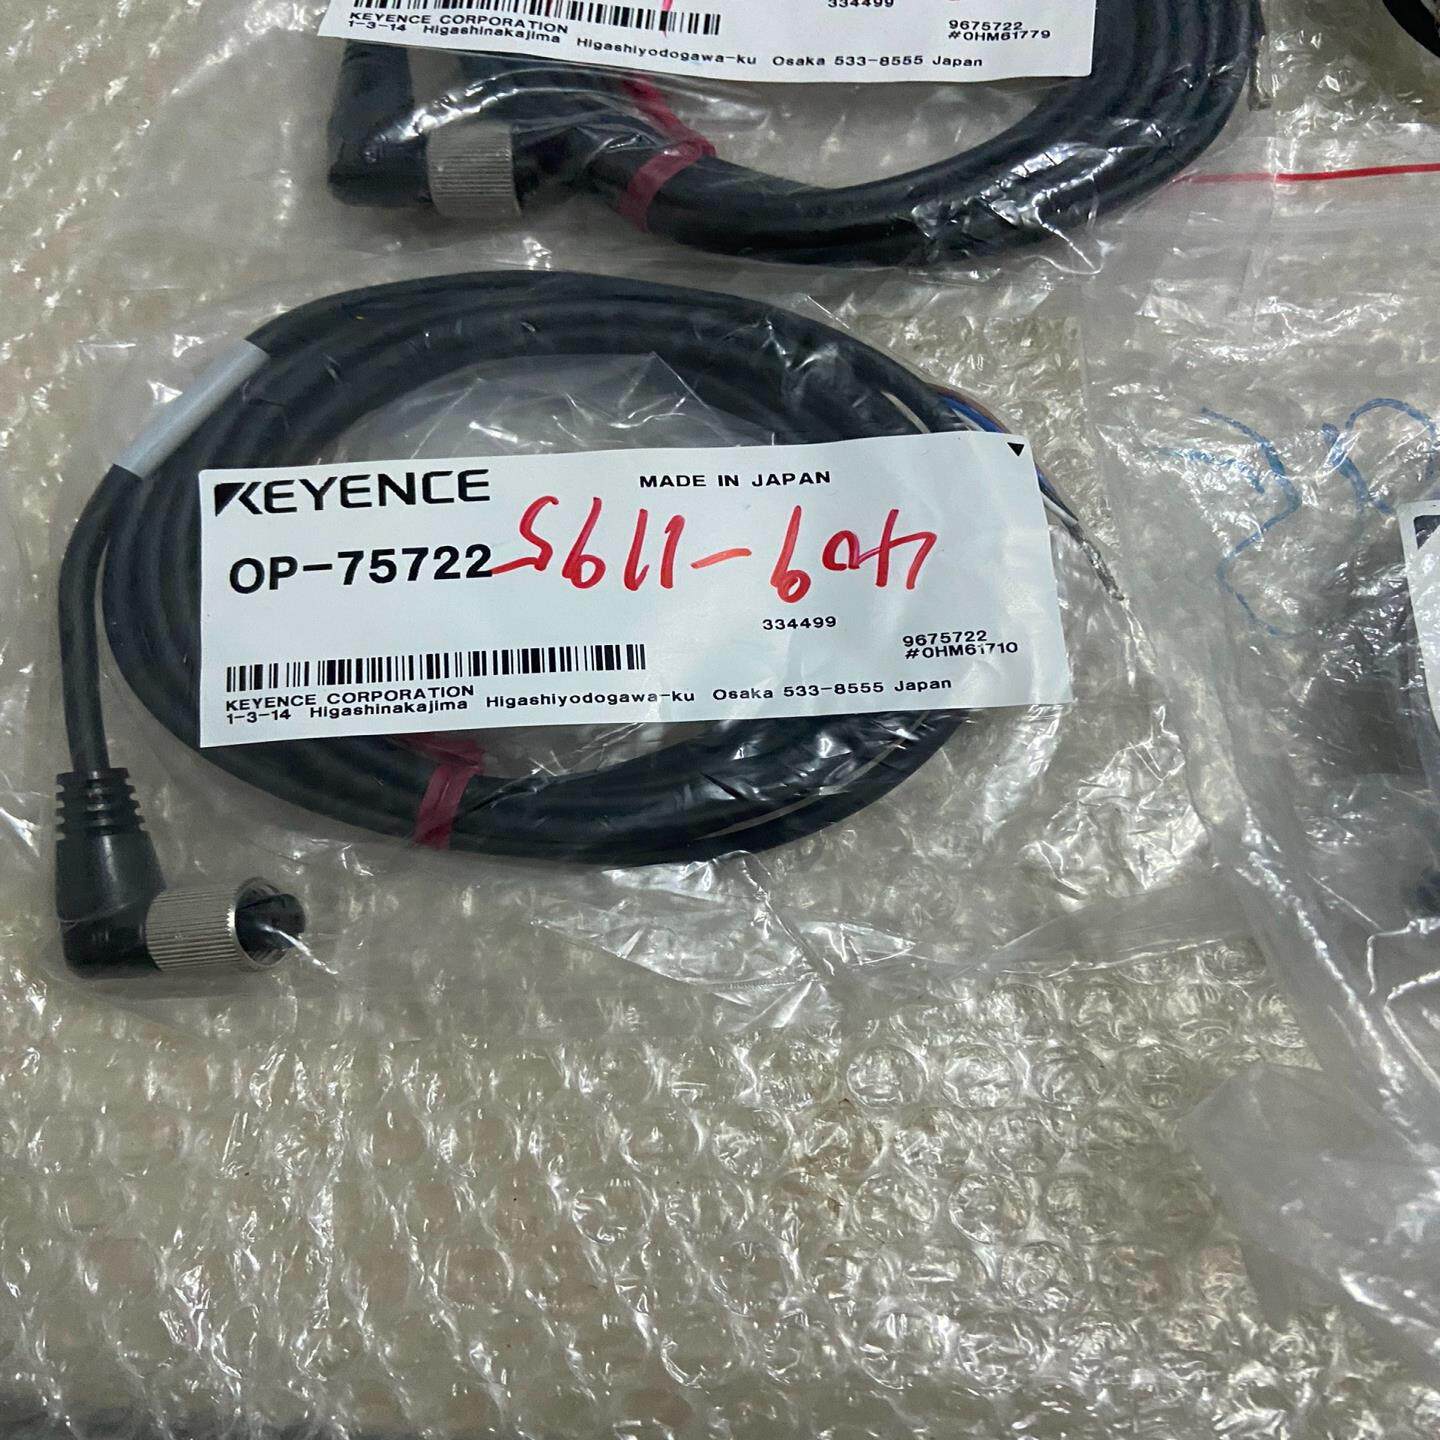 334499
KEYENCE CORPORATION
1-3-14 Higashinakajima Higashiyodogawa-ku Osaka 533-8555 Japan
9675722
#0HM61779
KEYENCE
MADE IN JAPAN
OP-75722
334499
9675722
#0HM61710
KEYENCE CORPORATION
1-3-14 Higashinakajima Higashiyodogawa-ku Osaka 533-8555 Japan